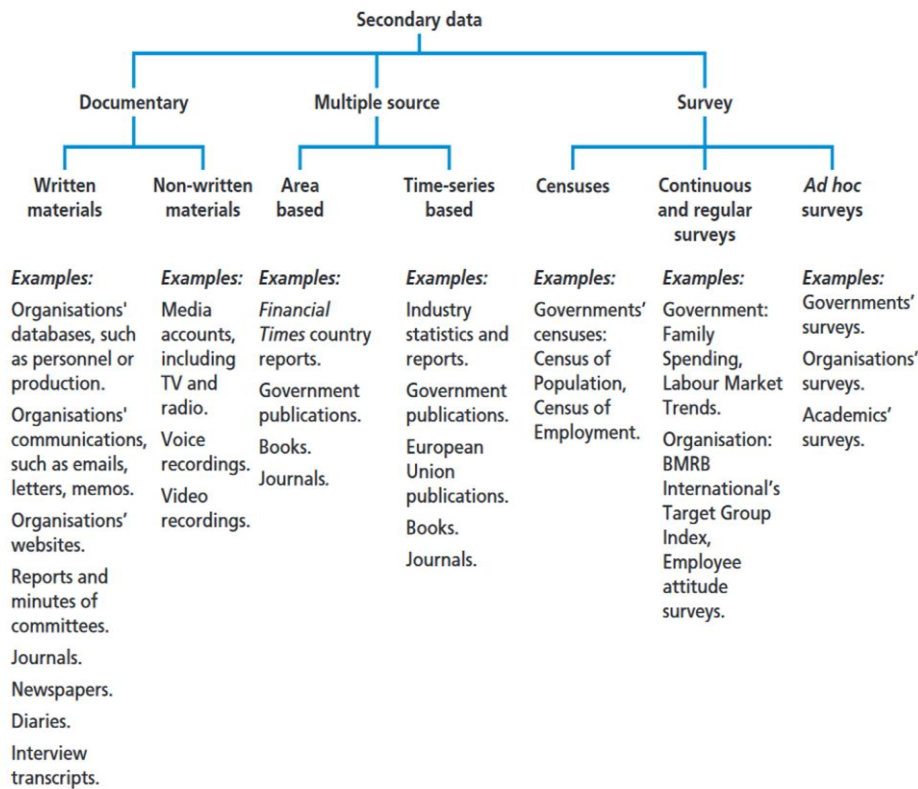 Secondary data
Documentary
Multiple source
Survey
Written
materials
Non-written
materials
Area
based
Time-series
based
Censuses
Continuous
and regular
surveys
Ad hoc
surveys
Examples:
Organisations'
databases, such
as personnel or
production.
Organisations'
communications,
such as emails,
letters, memos.
Organisations’
websites.
Reports and
minutes of
committees.
Journals.
Newspapers.
Diaries.
Interview
transcripts.
Examples:
Media
accounts,
including
TV and
radio.
Voice
recordings.
Video
recordings.
Examples:
Financial
Times country
reports.
Government
publications.
Books.
Journals.
Examples:
Industry
statistics and
reports.
Government
publications.
European
Union
publications.
Books.
Journals.
Examples:
Governments’
censuses:
Census of
Population,
Census of
Employment.
Examples:
Government:
Family
Spending,
Labour Market
Trends.
Organisation:
BMRB
International’s
Target Group
Index,
Employee
attitude
surveys.
Examples:
Governments’
surveys.
Organisations’
surveys.
Academics’
surveys.